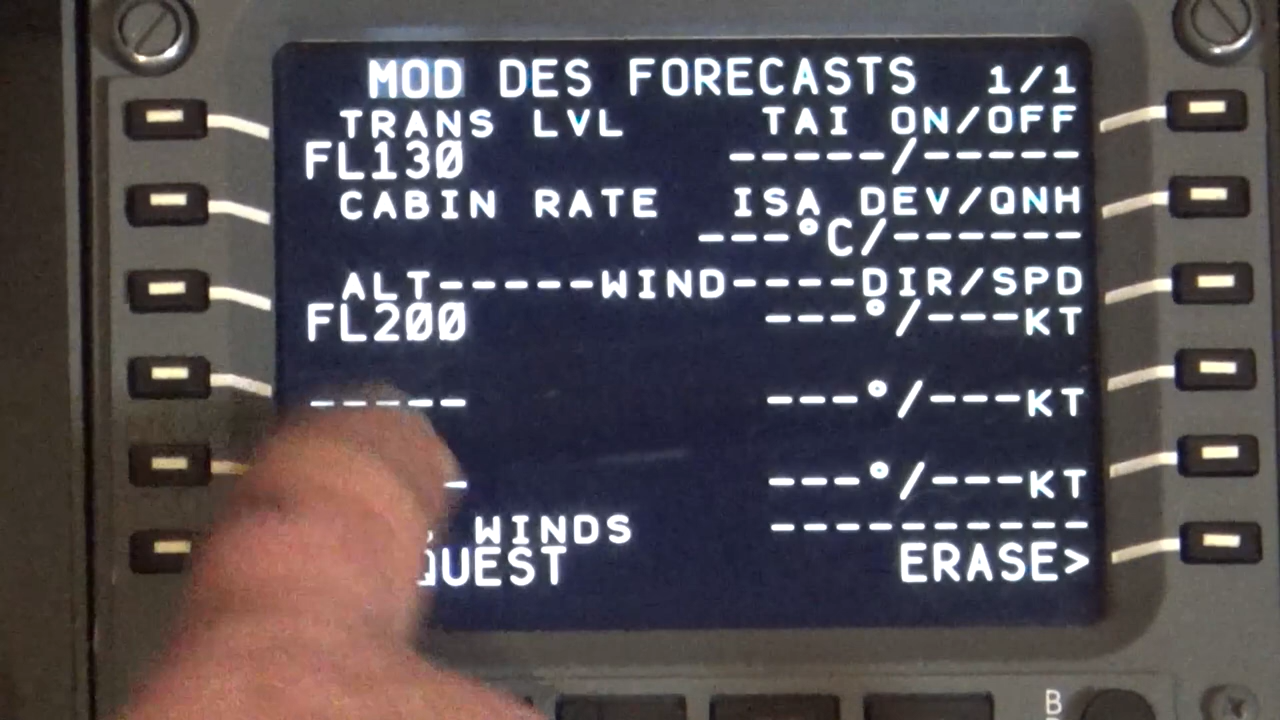 MOD DES FORECASTS 1/1
TRANS LVL TAI ON/OFF
FL130 -----/-----
CABIN RATE ISA DEV/QNH
---°C/------
ALT-----WIND----DIR/SPD
FL200 ---°/---KT
----- ---°/---KT
- ---°/---KT
WINDS ----------
QUEST ERASE>
B